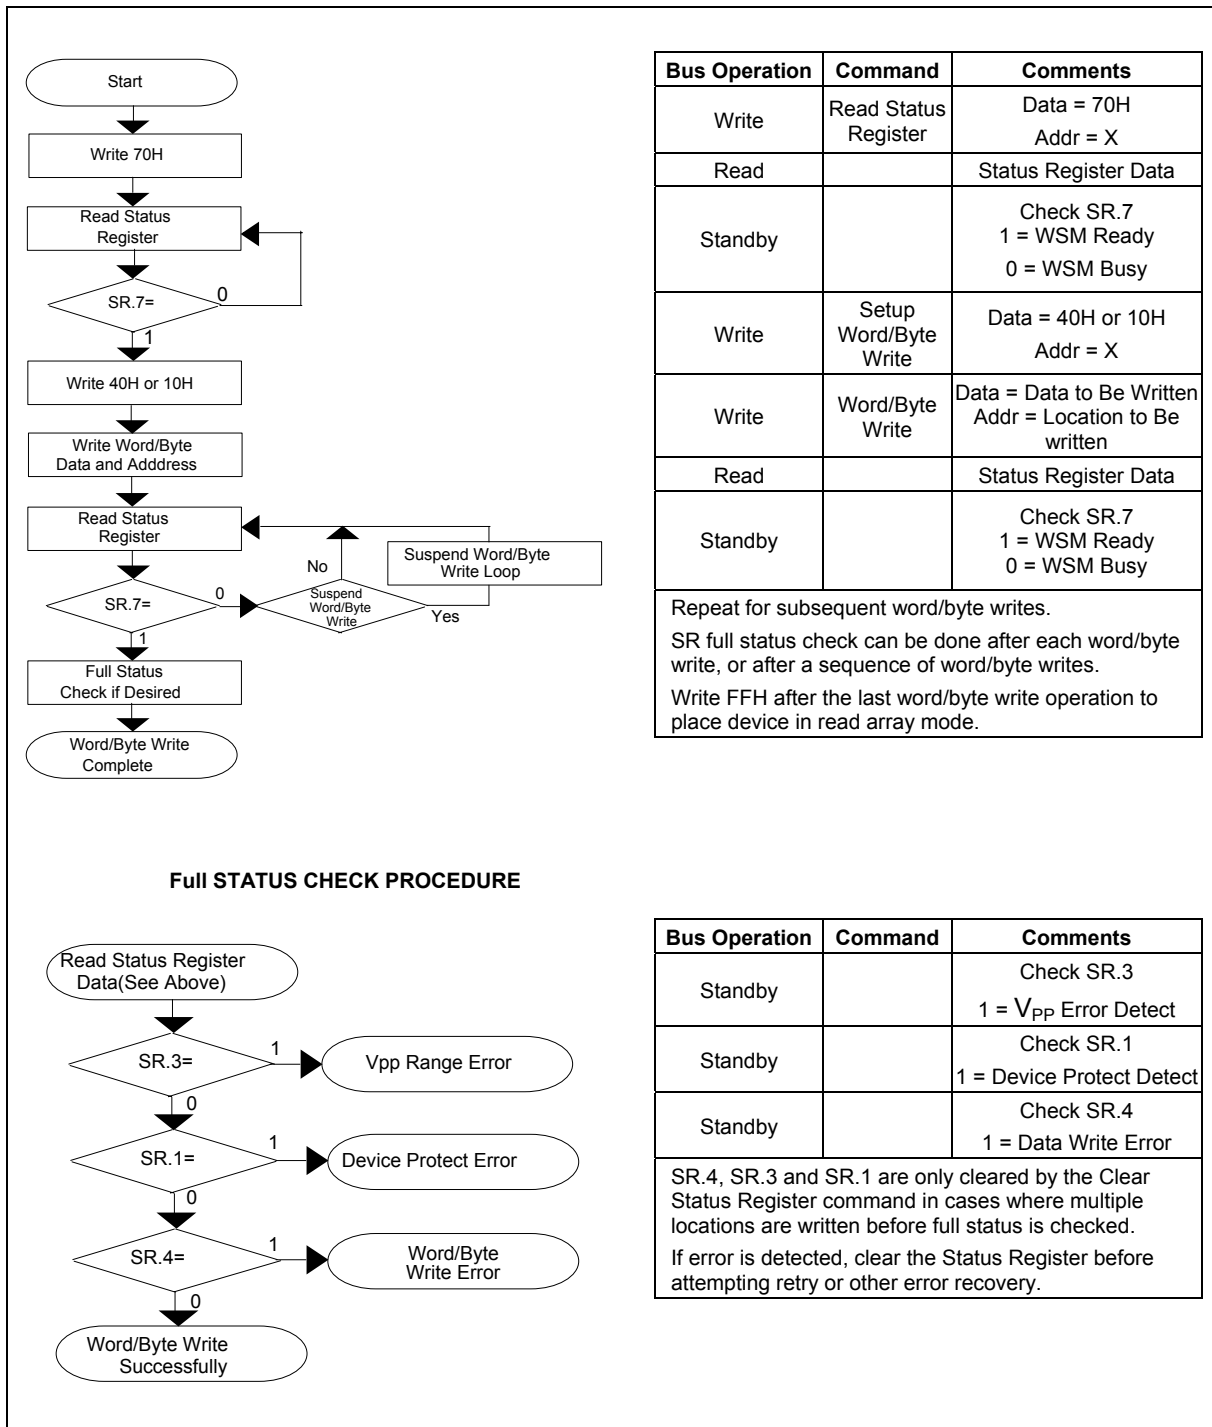 Start
Write 70H
Read Status
Register
SR.7=
0
1
Write 40H or 10H
Write Word/Byte
Data and Adddress
Read Status
Register
SR.7=
0
1
Suspend
Word/Byte
Write
No
Yes
Suspend Word/Byte
Write Loop
Full Status
Check if Desired
Word/Byte Write
Complete
Bus Operation Command Comments
Write Read Status Register Data = 70H
Addr = X
Read Status Register Data
Standby Check SR.7
1 = WSM Ready
0 = WSM Busy
Write Setup Word/Byte Write Data = 40H or 10H
Addr = X
Write Word/Byte Write Data = Data to Be Written
Addr = Location to Be
written
Read Status Register Data
Standby Check SR.7
1 = WSM Ready
0 = WSM Busy
Repeat for subsequent word/byte writes.
SR full status check can be done after each word/byte
write, or after a sequence of word/byte writes.
Write FFH after the last word/byte write operation to
place device in read array mode.
Full STATUS CHECK PROCEDURE
Read Status Register
Data(See Above)
SR.3=
1
Vpp Range Error
0
SR.1=
1
Device Protect Error
0
SR.4=
1
Word/Byte
Write Error
0
Word/Byte Write
Successfully
Bus Operation Command Comments
Standby Check SR.3
1 = VPP Error Detect
Standby Check SR.1
1 = Device Protect Detect
Standby Check SR.4
1 = Data Write Error
SR.4, SR.3 and SR.1 are only cleared by the Clear
Status Register command in cases where multiple
locations are written before full status is checked.
If error is detected, clear the Status Register before
attempting retry or other error recovery.